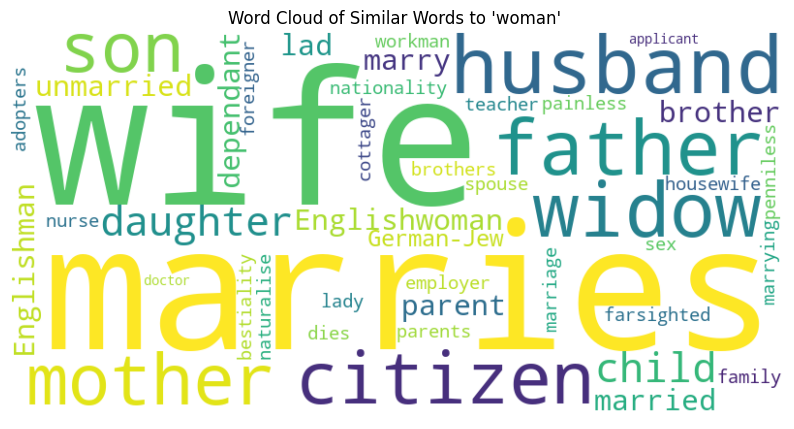 Word Cloud of Similar Words to 'woman'
son
lad
workman
applicant
marry
husband
unmarried
nationality
adopters
foreigner
dependant
wife
cottager
teacher
painless
brother
father
brothers
spouse
housewife
penniless
widow
nurse
daughter
Englishwoman
German-Jew
sex
marrying
Englishman
marries
doctor
bestiality
naturalise
lady
employer
parent
marriage
farsighted
dies
parents
mother
citizen
child
family
married